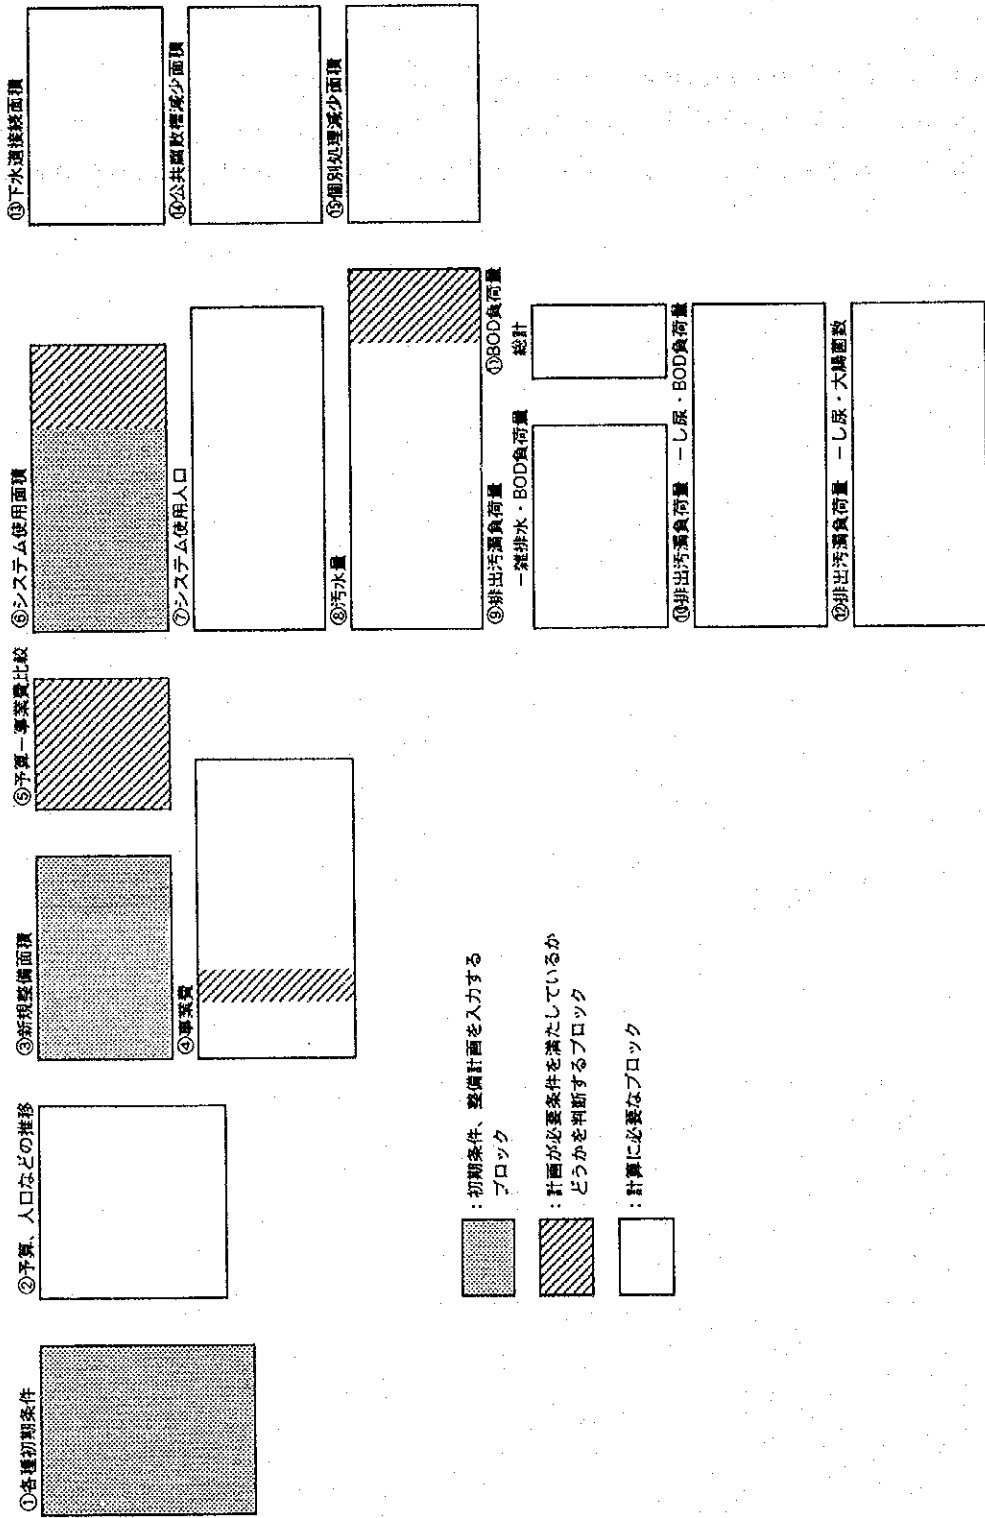 ①各種初期条件
②予算、人口などの推移
③新規整備面積
④事業費
⑤予算－事業費比較
⑥システム使用面積
⑦システム使用人口
⑧汚水量
⑨排出汚濁負荷量
－雑排水・BOD負荷量
⑪BOD負荷量
総計
⑩排出汚濁負荷量 －し尿・BOD負荷量
⑫排出汚濁負荷量 －し尿・大腸菌数
⑬下水道接続面積
⑭公共腐敗槽減少面積
⑮個別処理減少面積
：初期条件、整備計画を入力する
ブロック
：計画が必要条件を満たしているか
どうかを判断するブロック
：計算に必要なブロック